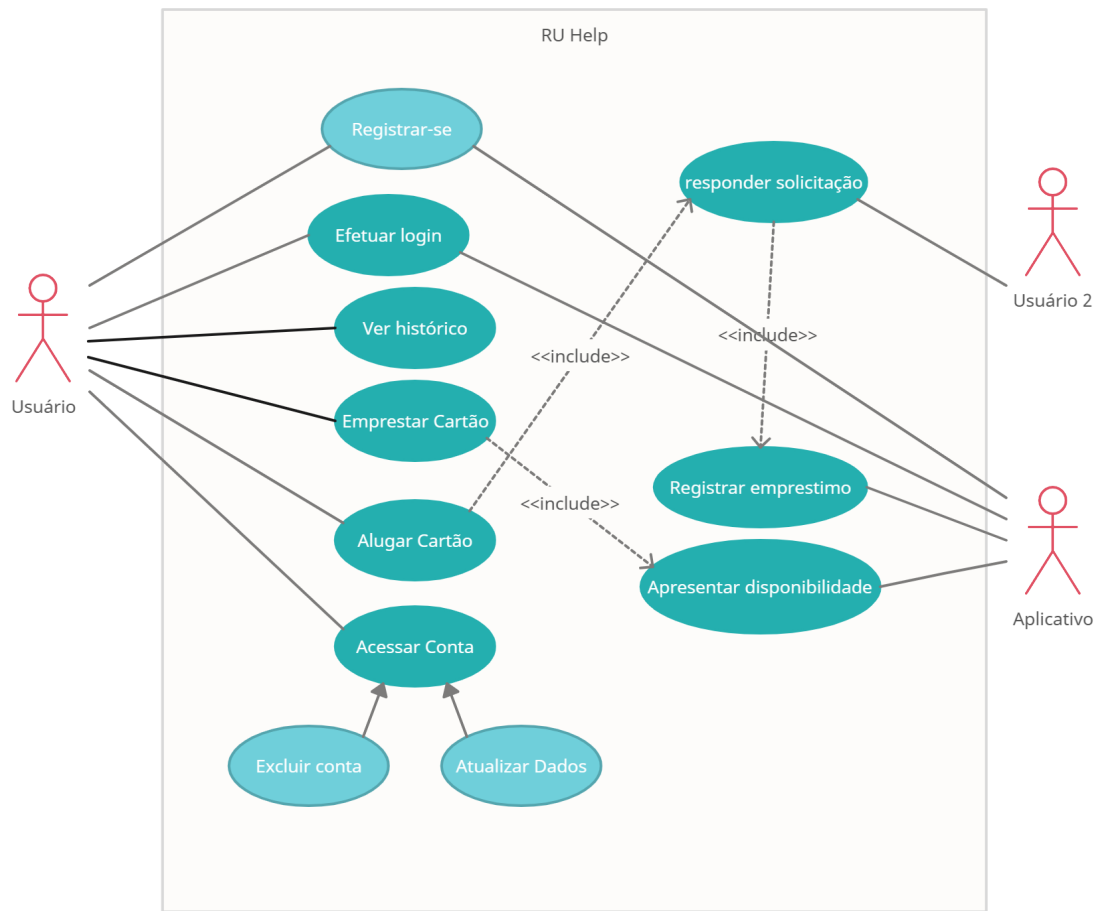 RU Help
Registrar-se
responder solicitação
Efetuar login
Usuário 2
Ver histórico
<<include>>
<<include>>
Usuário
Emprestar Cartão
Registrar emprestimo
<<include>>
Alugar Cartão
Apresentar disponibilidade
Aplicativo
Acessar Conta
Excluir conta
Atualizar Dados